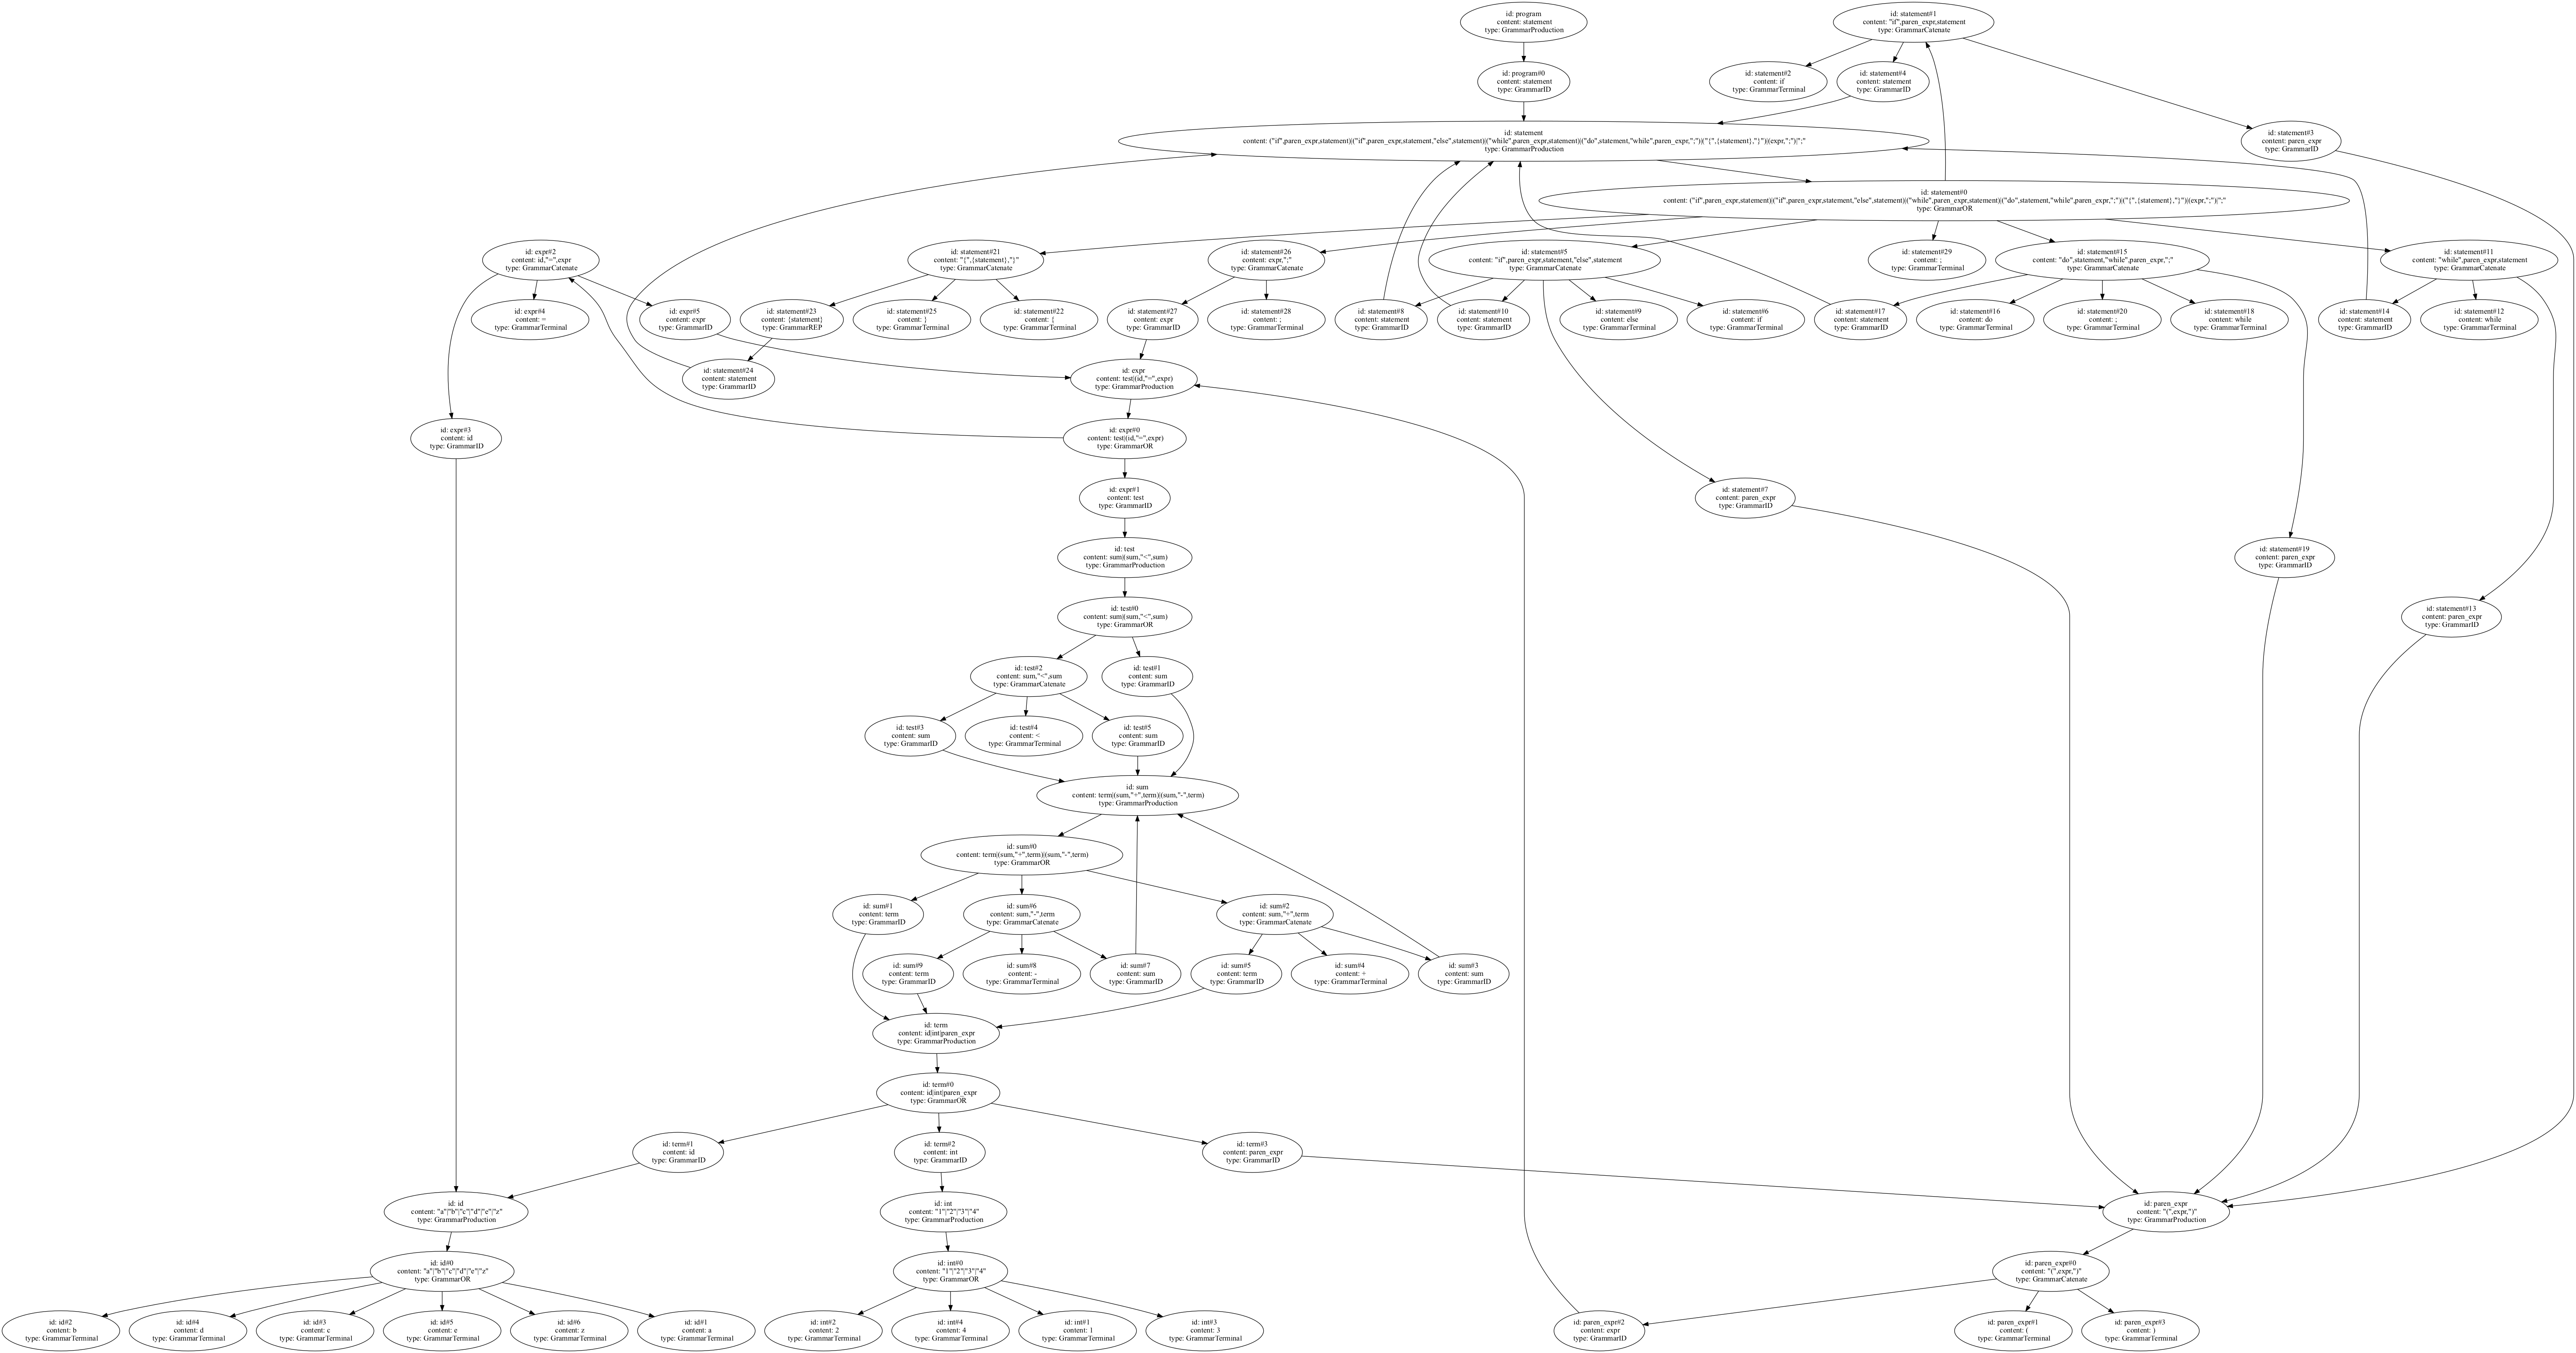 id: program
content: statement
type: GrammarProduction
id: statement#1
content: "if",paren_expr,statement
type: GrammarCatenate
id: program#0
content: statement
type: GrammarID
id: statement#2
content: if
type: GrammarTerminal
id: statement#4
content: statement
type: GrammarID
id: statement
content: ("if",paren_expr,statement)|("if",paren_expr,statement,"else",statement)|("while",paren_expr,statement)|("do",statement,"while",paren_expr,";")|("{",{statement},"}")|(expr,";")|";"
type: GrammarProduction
id: statement#3
content: paren_expr
type: GrammarID
id: statement#0
content: ("if",paren_expr,statement)|("if",paren_expr,statement,"else",statement)|("while",paren_expr,statement)|("do",statement,"while",paren_expr,";")|("{",{statement},"}")|(expr,";")|";"
type: GrammarOR
id: expr#2
content: id,"=",expr
type: GrammarCatenate
id: statement#21
content: "{",{statement},"}"
type: GrammarCatenate
id: statement#26
content: expr,";"
type: GrammarCatenate
id: statement#5
content: "if",paren_expr,statement,"else",statement
type: GrammarCatenate
id: statement#29
content: ;
type: GrammarTerminal
id: statement#15
content: "do",statement,"while",paren_expr,";"
type: GrammarCatenate
id: statement#11
content: "while",paren_expr,statement
type: GrammarCatenate
id: expr#4
content: =
type: GrammarTerminal
id: expr#5
content: expr
type: GrammarID
id: statement#23
content: {statement}
type: GrammarREP
id: statement#25
content: }
type: GrammarTerminal
id: statement#22
content: {
type: GrammarTerminal
id: statement#27
content: expr
type: GrammarID
id: statement#28
content: ;
type: GrammarTerminal
id: statement#8
content: statement
type: GrammarID
id: statement#10
content: statement
type: GrammarID
id: statement#9
content: else
type: GrammarTerminal
id: statement#6
content: if
type: GrammarTerminal
id: statement#17
content: statement
type: GrammarID
id: statement#16
content: do
type: GrammarTerminal
id: statement#20
content: ;
type: GrammarTerminal
id: statement#18
content: while
type: GrammarTerminal
id: statement#14
content: statement
type: GrammarID
id: statement#12
content: while
type: GrammarTerminal
id: statement#24
content: statement
type: GrammarID
id: expr
content: test|(id,"=",expr)
type: GrammarProduction
id: expr#3
content: id
type: GrammarID
id: expr#0
content: test|(id,"=",expr)
type: GrammarOR
id: expr#1
content: test
type: GrammarID
id: statement#7
content: paren_expr
type: GrammarID
id: test
content: sum|(sum,"<",sum)
type: GrammarProduction
id: statement#19
content: paren_expr
type: GrammarID
id: test#0
content: sum|(sum,"<",sum)
type: GrammarOR
id: statement#13
content: paren_expr
type: GrammarID
id: test#2
content: sum,"<",sum
type: GrammarCatenate
id: test#1
content: sum
type: GrammarID
id: test#3
content: sum
type: GrammarID
id: test#4
content: <
type: GrammarTerminal
id: test#5
content: sum
type: GrammarID
id: sum
content: term|(sum,"+",term)|(sum,"-",term)
type: GrammarProduction
id: sum#0
content: term|(sum,"+",term)|(sum,"-",term)
type: GrammarOR
id: sum#1
content: term
type: GrammarID
id: sum#6
content: sum,"-",term
type: GrammarCatenate
id: sum#2
content: sum,"+",term
type: GrammarCatenate
id: sum#9
content: term
type: GrammarID
id: sum#8
content: -
type: GrammarTerminal
id: sum#7
content: sum
type: GrammarID
id: sum#5
content: term
type: GrammarID
id: sum#4
content: +
type: GrammarTerminal
id: sum#3
content: sum
type: GrammarID
id: term
content: id|int|paren_expr
type: GrammarProduction
id: term#0
content: id|int|paren_expr
type: GrammarOR
id: term#1
content: id
type: GrammarID
id: term#2
content: int
type: GrammarID
id: term#3
content: paren_expr
type: GrammarID
id: id
content: "a"|"b"|"c"|"d"|"e"|"z"
type: GrammarProduction
id: int
content: "1"|"2"|"3"|"4"
type: GrammarProduction
id: paren_expr
content: "(",expr,")"
type: GrammarProduction
id: id#0
content: "a"|"b"|"c"|"d"|"e"|"z"
type: GrammarOR
id: int#0
content: "1"|"2"|"3"|"4"
type: GrammarOR
id: paren_expr#0
content: "(",expr,")"
type: GrammarCatenate
id: id#2
content: b
type: GrammarTerminal
id: id#4
content: d
type: GrammarTerminal
id: id#3
content: c
type: GrammarTerminal
id: id#5
content: e
type: GrammarTerminal
id: id#6
content: z
type: GrammarTerminal
id: id#1
content: a
type: GrammarTerminal
id: int#2
content: 2
type: GrammarTerminal
id: int#4
content: 4
type: GrammarTerminal
id: int#1
content: 1
type: GrammarTerminal
id: int#3
content: 3
type: GrammarTerminal
id: paren_expr#2
content: expr
type: GrammarID
id: paren_expr#1
content: (
type: GrammarTerminal
id: paren_expr#3
content: )
type: GrammarTerminal